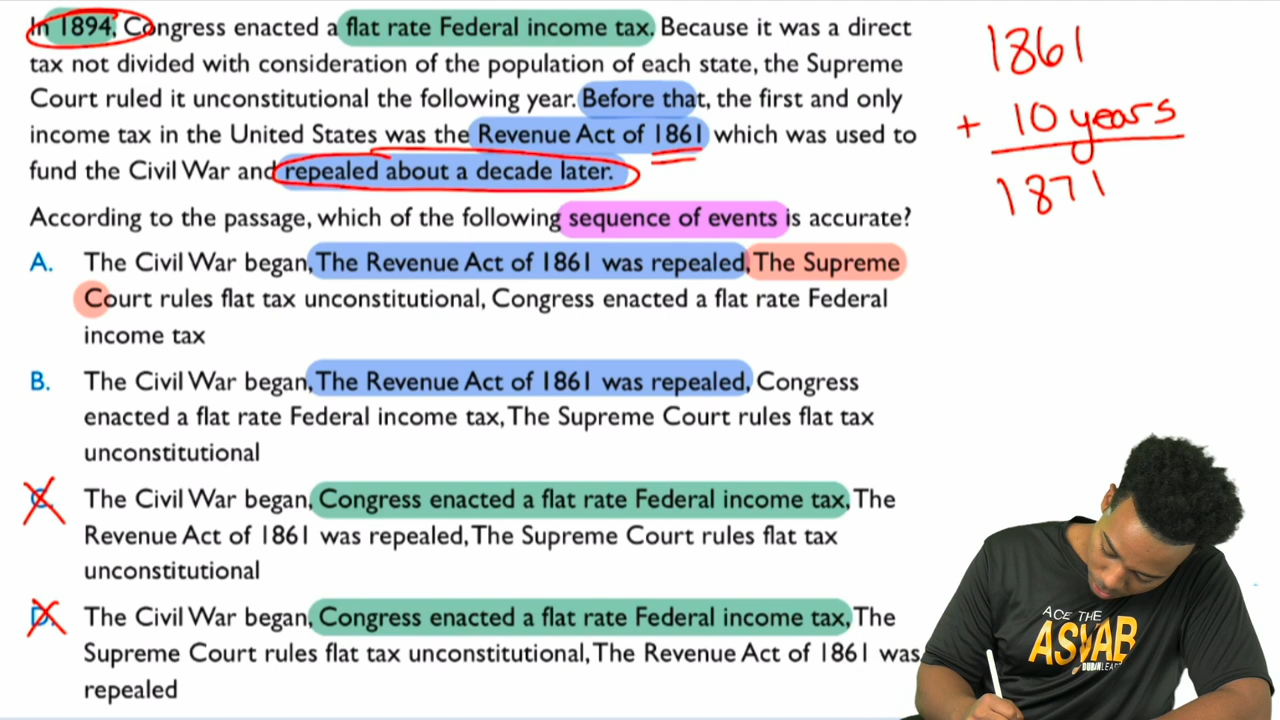 In 1894, Congress enacted a flat rate Federal income tax. Because it was a direct
tax not divided with consideration of the population of each state, the Supreme
Court ruled it unconstitutional the following year. Before that, the first and only
income tax in the United States was the Revenue Act of 1861 which was used to
fund the Civil War and repealed about a decade later.
According to the passage, which of the following sequence of events is accurate?
A. The Civil War began, The Revenue Act of 1861 was repealed, The Supreme
Court rules flat tax unconstitutional, Congress enacted a flat rate Federal
income tax
B. The Civil War began, The Revenue Act of 1861 was repealed, Congress
enacted a flat rate Federal income tax, The Supreme Court rules flat tax
unconstitutional
C. The Civil War began, Congress enacted a flat rate Federal income tax, The
Revenue Act of 1861 was repealed, The Supreme Court rules flat tax
unconstitutional
D. The Civil War began, Congress enacted a flat rate Federal income tax, The
Supreme Court rules flat tax unconstitutional, The Revenue Act of 1861 was
repealed
1861
+ 10 years
1871
ACE THE
ASVAB